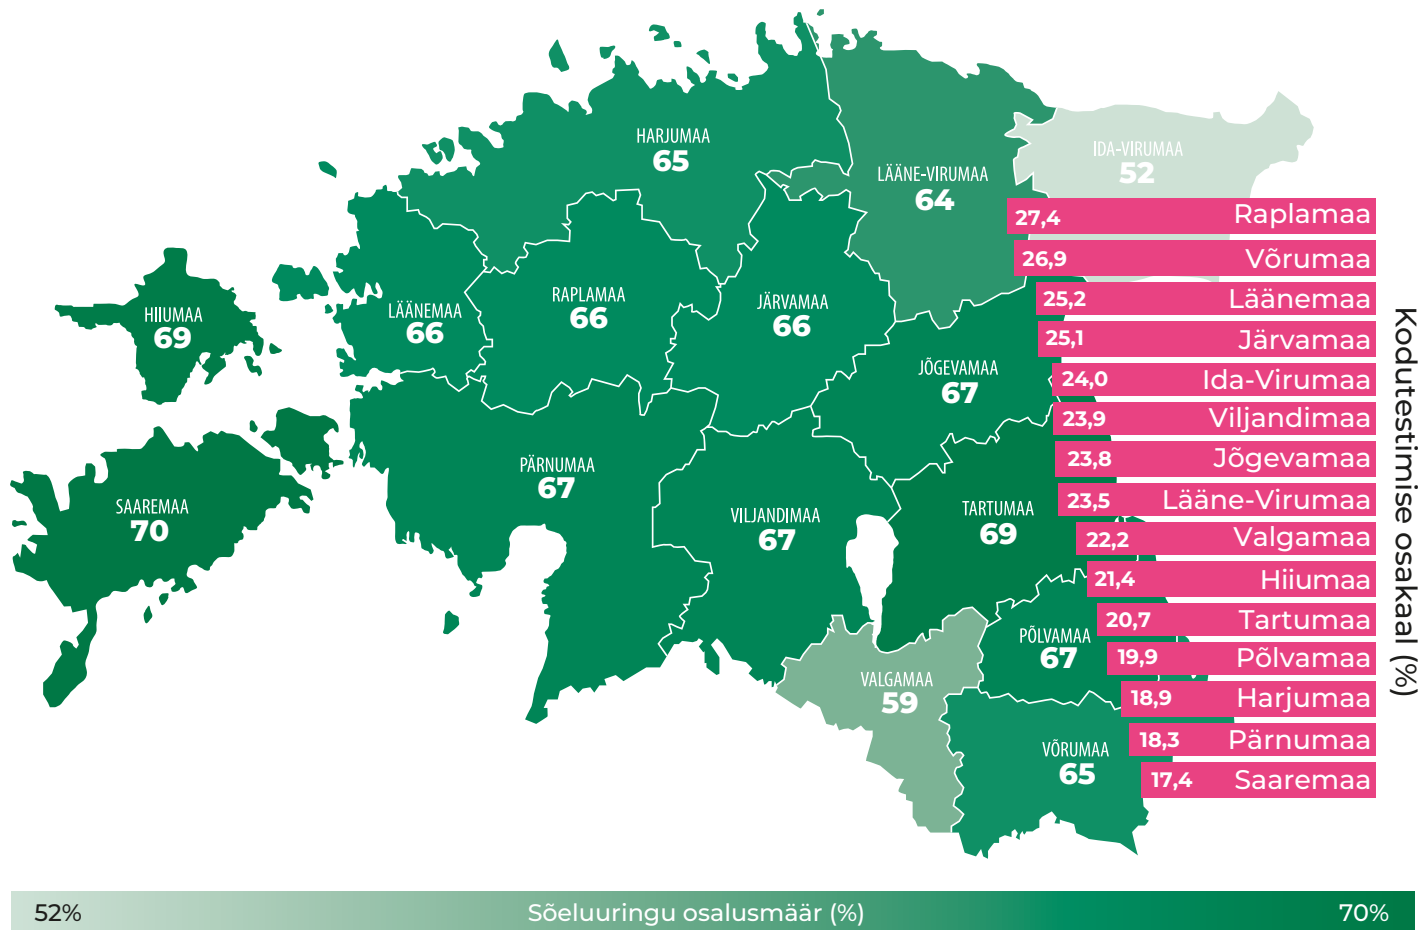 HARJUMAA
65
LÄÄNE-VIRUMAA
64
IDA-VIRUMAA
52
HIIUMAA
69
LÄÄNEMAA
66
RAPLAMAA
66
JÄRVAMAA
66
JÕGEVAMAA
67
SAAREMAA
70
PÄRNUMAA
67
VILJANDIMAA
67
TARTUMAA
69
PÕLVAMAA
67
VALGAMAA
59
VÕRUMAA
65
27,4 Raplamaa
26,9 Võrumaa
25,2 Läänemaa
25,1 Järvamaa
24,0 Ida-Virumaa
23,9 Viljandimaa
23,8 Jõgevamaa
23,5 Lääne-Virumaa
22,2 Valgamaa
21,4 Hiiumaa
20,7 Tartumaa
19,9 Põlvamaa
18,9 Harjumaa
18,3 Pärnumaa
17,4 Saaremaa
Kodutestimise osakaal (%)
52% Sõeluuringu osalusmäär (%) 70%